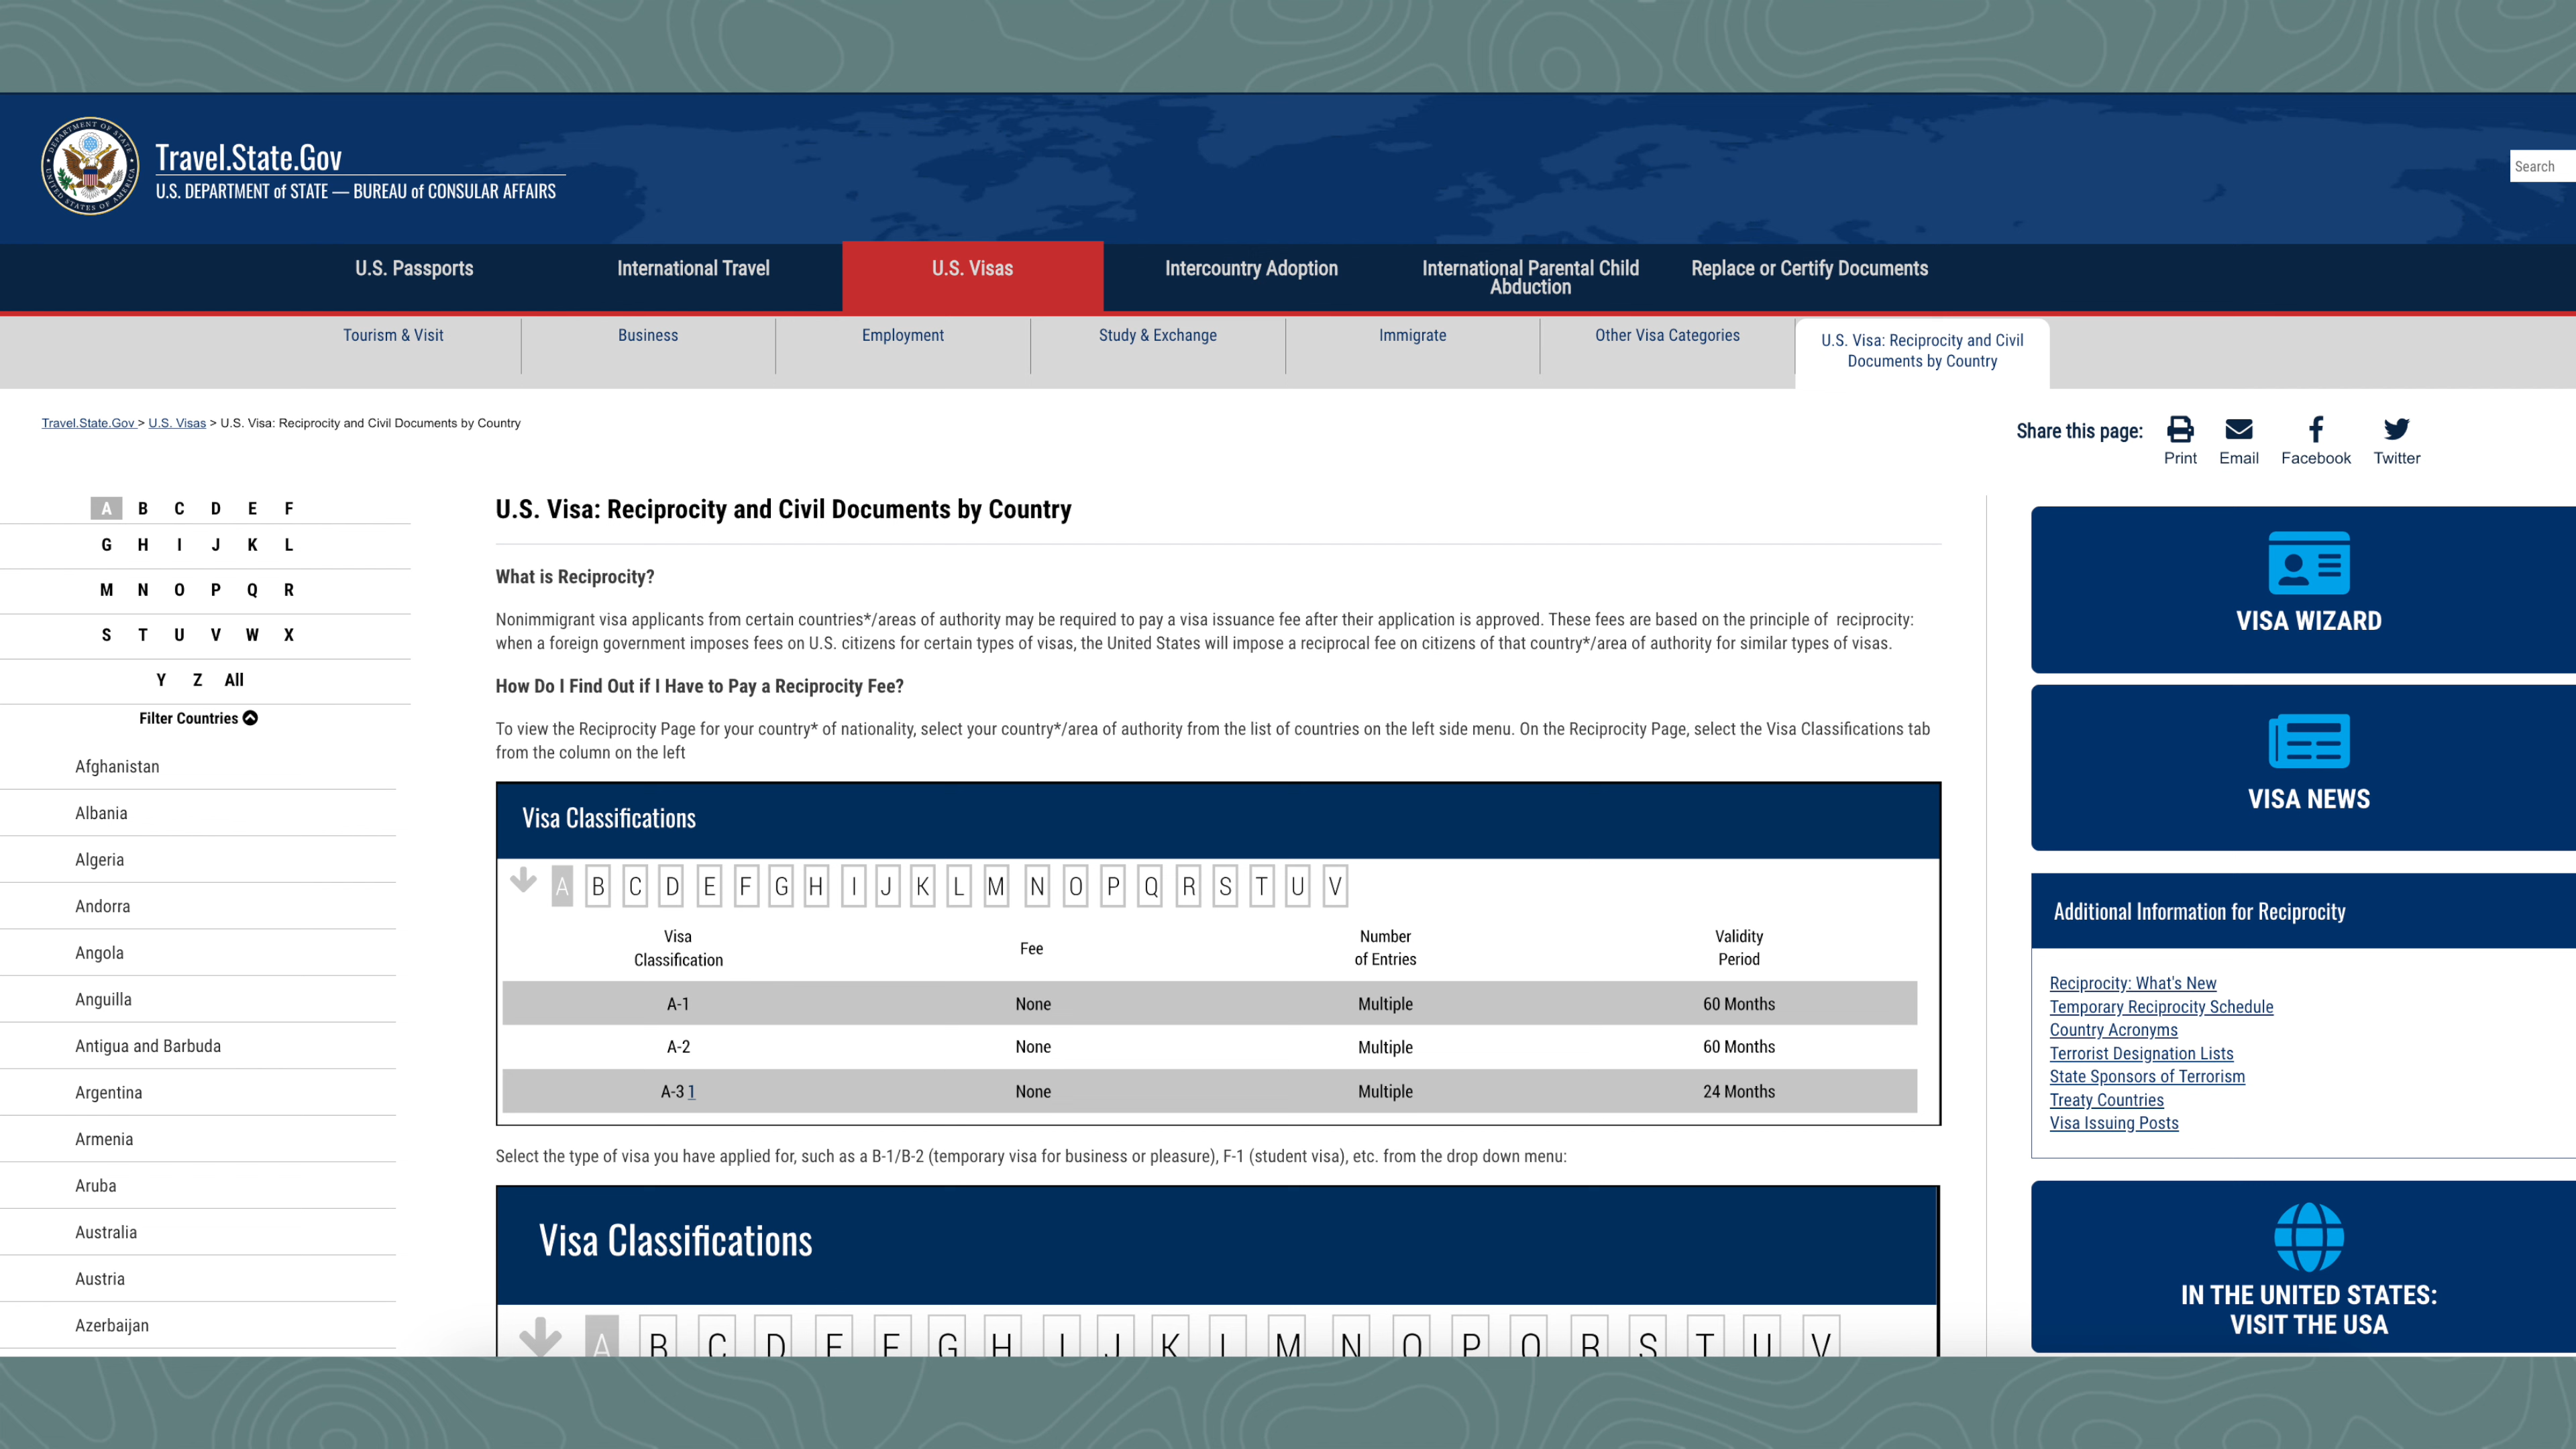 Travel.State.Gov
U.S. DEPARTMENT of STATE — BUREAU of CONSULAR AFFAIRS
Search
U.S. Passports
International Travel
U.S. Visas
Intercountry Adoption
International Parental Child
Abduction
Replace or Certify Documents
Tourism & Visit
Business
Employment
Study & Exchange
Immigrate
Other Visa Categories
U.S. Visa: Reciprocity and Civil
Documents by Country
Travel.State.Gov > U.S. Visas > U.S. Visa: Reciprocity and Civil Documents by Country
Share this page:
Print
Email
Facebook
Twitter
A B C D E F
G H I J K L
M N O P Q R
S T U V W X
Y Z All
Filter Countries
Afghanistan
Albania
Algeria
Andorra
Angola
Anguilla
Antigua and Barbuda
Argentina
Armenia
Aruba
Australia
Austria
Azerbaijan
U.S. Visa: Reciprocity and Civil Documents by Country
What is Reciprocity?
Nonimmigrant visa applicants from certain countries*/areas of authority may be required to pay a visa issuance fee after their application is approved. These fees are based on the principle of reciprocity:
when a foreign government imposes fees on U.S. citizens for certain types of visas, the United States will impose a reciprocal fee on citizens of that country*/area of authority for similar types of visas.
How Do I Find Out if I Have to Pay a Reciprocity Fee?
To view the Reciprocity Page for your country* of nationality, select your country*/area of authority from the list of countries on the left side menu. On the Reciprocity Page, select the Visa Classifications tab
from the column on the left
Visa Classifications
A B C D E F G H I J K L M N O P Q R S T U V
Visa
Classification
Fee
Number
of Entries
Validity
Period
A-1 None Multiple 60 Months
A-2 None Multiple 60 Months
A-3 1 None Multiple 24 Months
Select the type of visa you have applied for, such as a B-1/B-2 (temporary visa for business or pleasure), F-1 (student visa), etc. from the drop down menu:
Visa Classifications
A B C D E F G H I J K L M N O P Q R S T U V
VISA WIZARD
VISA NEWS
Additional Information for Reciprocity
Reciprocity: What's New
Temporary Reciprocity Schedule
Country Acronyms
Terrorist Designation Lists
State Sponsors of Terrorism
Treaty Countries
Visa Issuing Posts
IN THE UNITED STATES:
VISIT THE USA